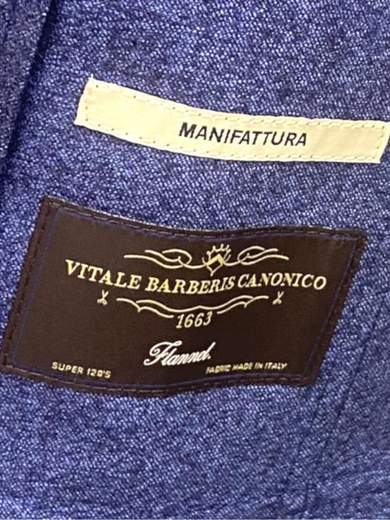 MANIFATTURA
VITALE BARBERIS CANONICO
1663
Flannel.
SUPER 120'S
FABRIC MADE IN ITALY